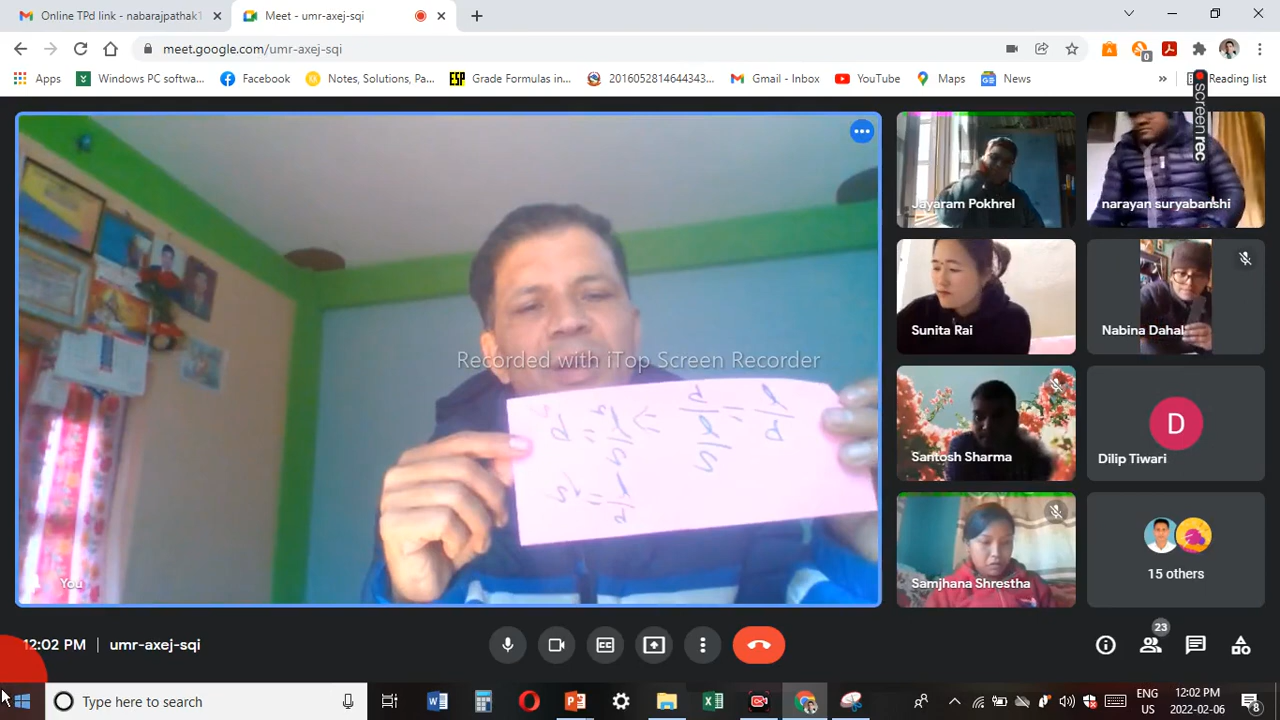 Online TPd link - nabarajpathak1
Meet - umr-axej-sqi
meet.google.com/umr-axej-sqi
0
Apps
Windows PC softwa...
Facebook
Notes, Solutions, Pa...
ESP Grade Formulas in...
2016052814644343...
Gmail - Inbox
YouTube
Maps
News
»
Reading list
screenrec
Recorded with iTop Screen Recorder
You
Jayaram Pokhrel
narayan suryabanshi
Sunita Rai
Nabina Dahal
Santosh Sharma
D
Dilip Tiwari
Samjhana Shrestha
15 others
12:02 PM | umr-axej-sqi
23
Type here to search
ENG
US
12:02 PM
2022-02-06
8